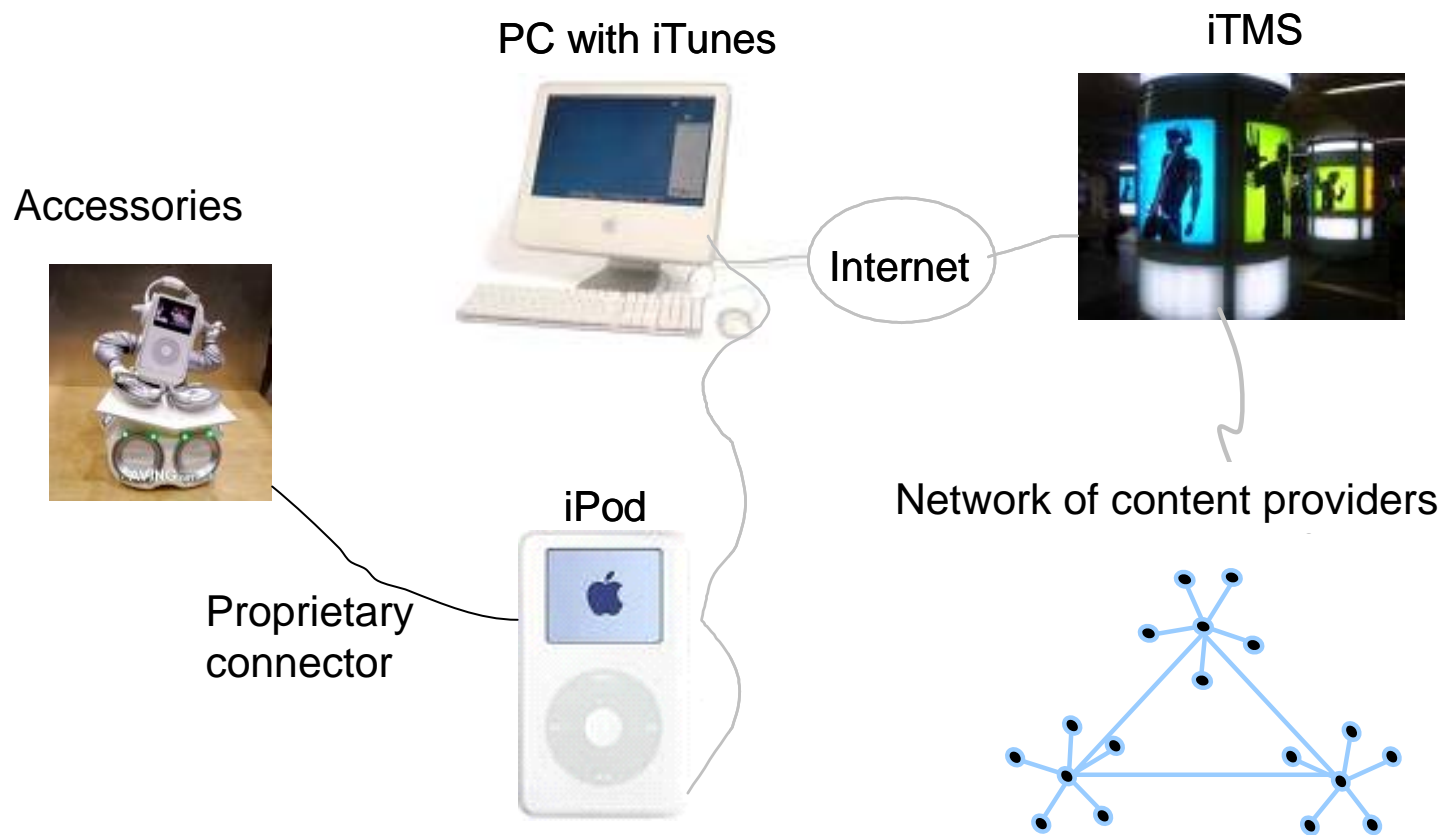 PC with iTunes
iTMS
Accessories
Internet
iPod
Network of content providers
Proprietary
connector